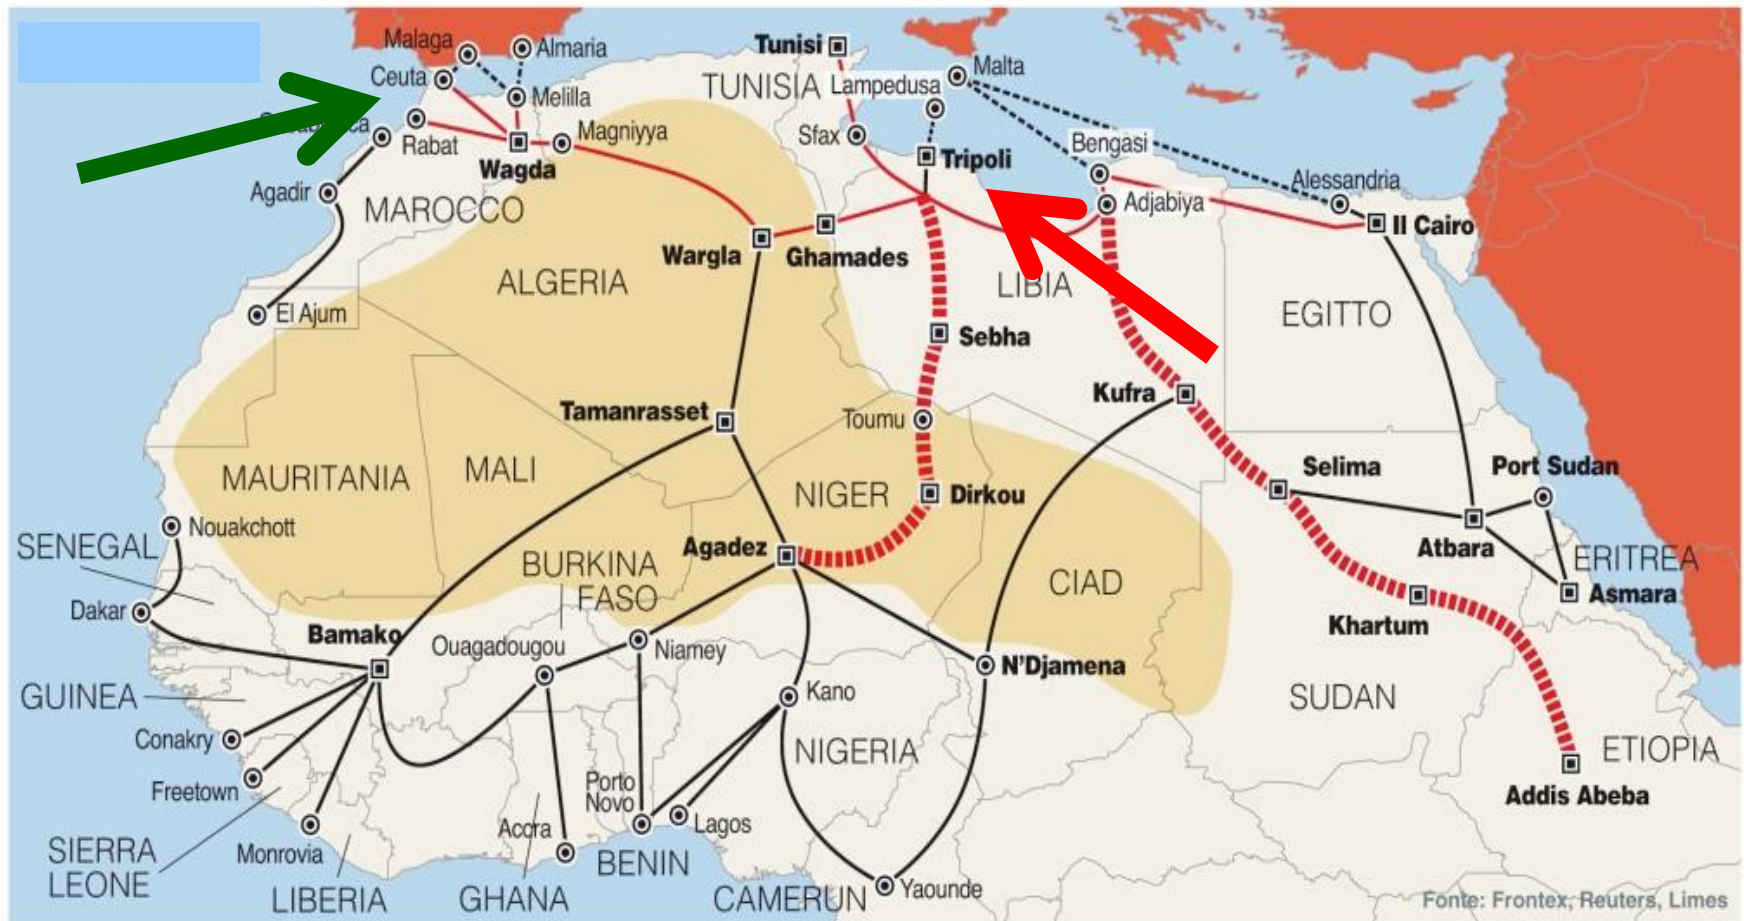 Malaga
Almaria
Tunisi
Ceuta
TUNISIA
Lampedusa
Malta
Melilla
Magniyya
Sfax
Bengasi
Rabat
Wagda
Tripoli
Agadir
MAROCCO
Alessandria
Adjabiya
Il Cairo
Wargla
Ghamades
ALGERIA
LIBIA
EGITTO
El Ajum
Sebha
Kufra
Tamanrasset
Toumu
MAURITANIA
MALI
NIGER
Dirkou
Selima
Port Sudan
Nouakchott
SENEGAL
Agadez
Atbara
ERITREA
BURKINA
FASO
CIAD
Asmara
Dakar
Bamako
Ouagadougou
Niamey
N'Djamena
Khartum
GUINEA
Kano
SUDAN
Conakry
NIGERIA
ETIOPIA
Freetown
Porto
Novo
Addis Abeba
Accra
Lagos
SIERRA
LEONE
Monrovia
BENIN
LIBERIA
GHANA
CAMERUN
Yaounde
Fonte: Frontex, Reuters, Limes